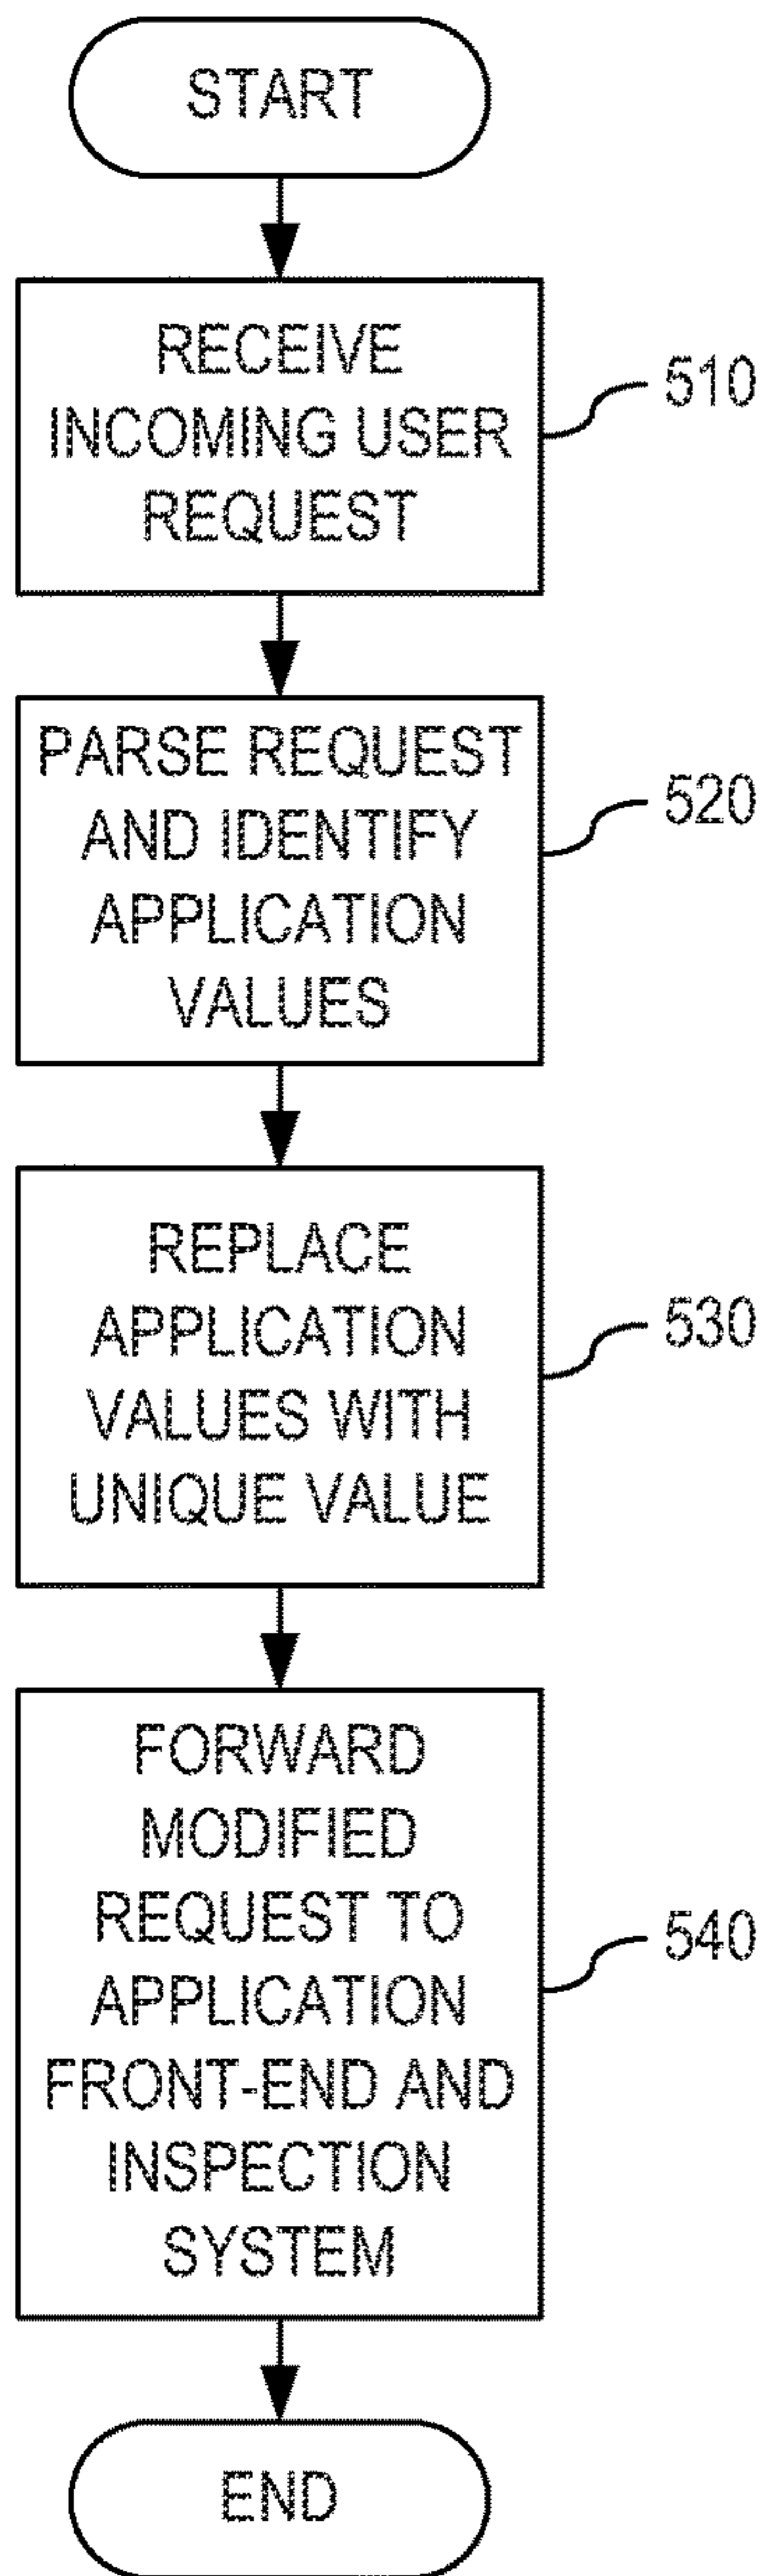 START
RECEIVE
INCOMING USER
REQUEST
510
PARSE REQUEST
AND IDENTIFY
APPLICATION
VALUES
520
REPLACE
APPLICATION
VALUES WITH
UNIQUE VALUE
530
FORWARD
MODIFIED
REQUEST TO
APPLICATION
FRONT-END AND
INSPECTION
SYSTEM
540
END